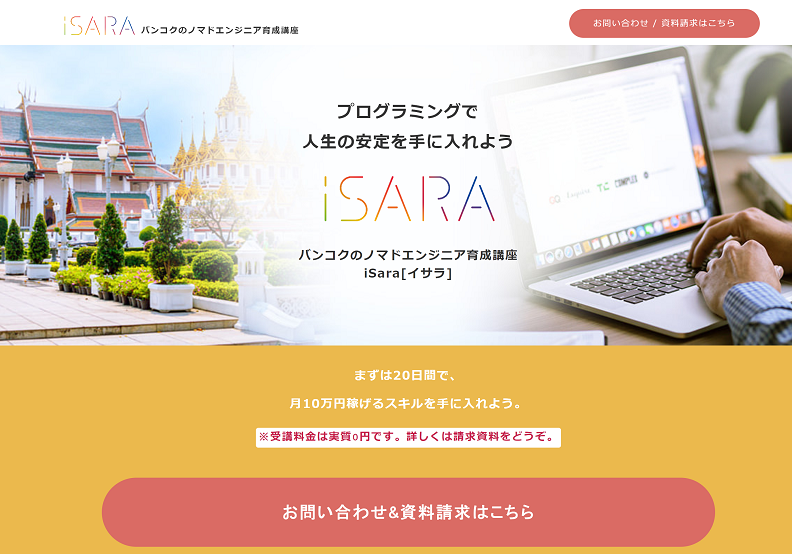 iSARA バンコクのノマドエンジニア育成講座
お問い合わせ / 資料請求はこちら
プログラミングで
人生の安定を手に入れよう
iSARA
バンコクのノマドエンジニア育成講座
iSara[イサラ]
まずは20日間で、
月10万円稼げるスキルを手に入れよう。
※受講料金は実質0円です。詳しくは請求資料をどうぞ。
お問い合わせ&資料請求はこちら